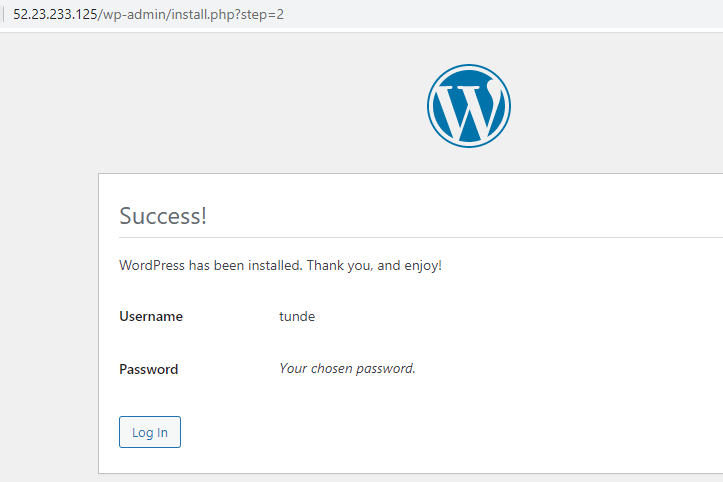 52.23.233.125/wp-admin/install.php?step=2
Success!
WordPress has been installed. Thank you, and enjoy!
Username tunde
Password Your chosen password.
Log In